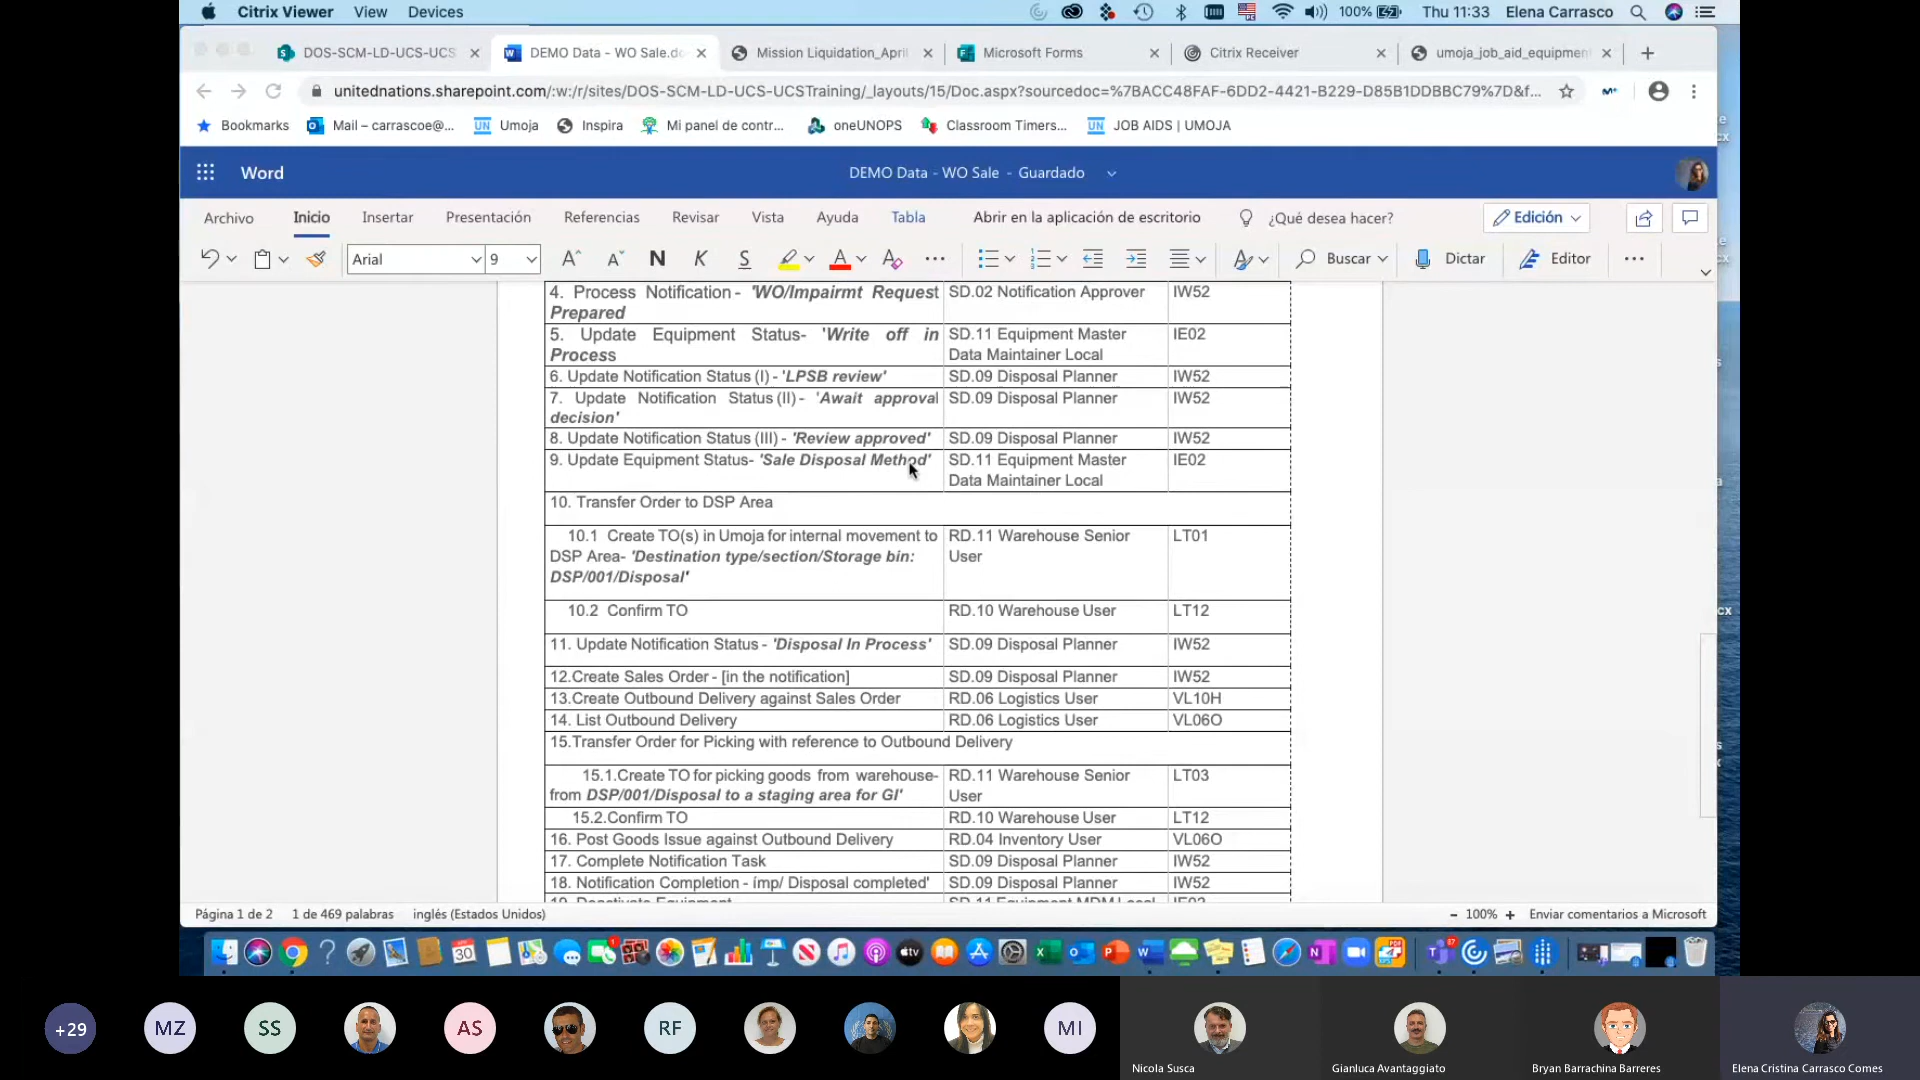 Citrix Viewer View Devices 100% Thu 11:33 Elena Carrasco
DOS-SCM-LD-UCS-UCS DEMO Data - WO Sale.do Mission Liquidation_April Microsoft Forms Citrix Receiver umoja_job_aid_equipment
unitednations.sharepoint.com/:w:/r/sites/DOS-SCM-LD-UCS-UCSTraining/_layouts/15/Doc.aspx?sourcedoc=%7BACC48FAF-6DD2-4421-B229-D85B1DDBBC79%7D&f...
Bookmarks Mail – carrascoe@... UN Umoja Inspira Mi panel de contr... oneUNOPS Classroom Timers... UN JOB AIDS | UMOJA
Word DEMO Data - WO Sale - Guardado
Archivo Inicio Insertar Presentación Referencias Revisar Vista Ayuda Tabla Abrir en la aplicación de escritorio ¿Qué desea hacer? Edición
Arial 9 N K S Buscar Dictar Editor
4. Process Notification - 'WO/Impairmt Request SD.02 Notification Approver IW52
Prepared
5. Update Equipment Status- 'Write off in SD.11 Equipment Master IE02
Process Data Maintainer Local
6. Update Notification Status (I) - 'LPSB review' SD.09 Disposal Planner IW52
7. Update Notification Status (II) - 'Await approval SD.09 Disposal Planner IW52
decision'
8. Update Notification Status (III) - 'Review approved' SD.09 Disposal Planner IW52
9. Update Equipment Status- 'Sale Disposal Method' SD.11 Equipment Master IE02
Data Maintainer Local
10. Transfer Order to DSP Area
10.1 Create TO(s) in Umoja for internal movement to RD.11 Warehouse Senior LT01
DSP Area- 'Destination type/section/Storage bin: User
DSP/001/Disposal'
10.2 Confirm TO RD.10 Warehouse User LT12
11. Update Notification Status - 'Disposal In Process' SD.09 Disposal Planner IW52
12.Create Sales Order - [in the notification] SD.09 Disposal Planner IW52
13.Create Outbound Delivery against Sales Order RD.06 Logistics User VL10H
14. List Outbound Delivery RD.06 Logistics User VL06O
15.Transfer Order for Picking with reference to Outbound Delivery
15.1.Create TO for picking goods from warehouse- RD.11 Warehouse Senior LT03
from DSP/001/Disposal to a staging area for GI' User
15.2.Confirm TO RD.10 Warehouse User LT12
16. Post Goods Issue against Outbound Delivery RD.04 Inventory User VL06O
17. Complete Notification Task SD.09 Disposal Planner IW52
18. Notification Completion - ímp/ Disposal completed' SD.09 Disposal Planner IW52
19. Deactivate Equipment SD.11 Equipment MDM Local IE02
Página 1 de 2 1 de 469 palabras inglés (Estados Unidos) - 100% + Enviar comentarios a Microsoft
+29 MZ SS AS RF MI
Nicola Susca Gianluca Avantaggiato Bryan Barrachina Barreres Elena Cristina Carrasco Comes